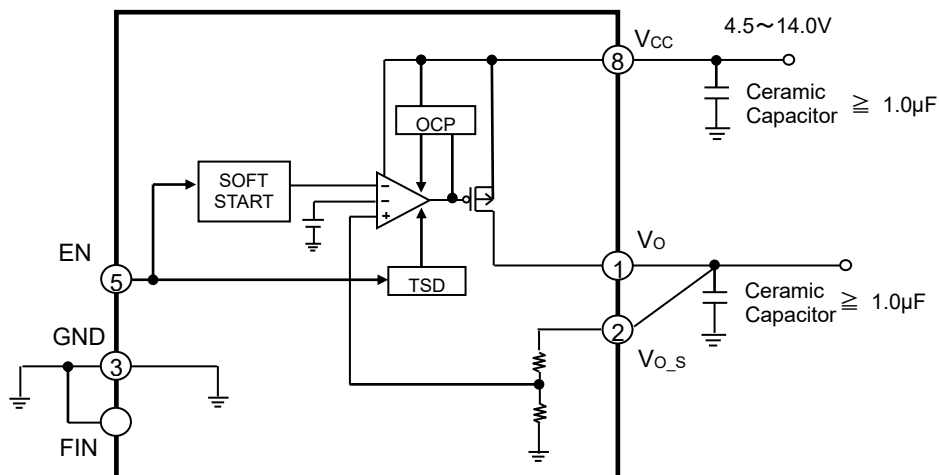 4.5～14.0V
VCC
8
Ceramic
Capacitor ≧ 1.0µF
OCP
SOFT
START
−
−
+
EN
5
TSD
VO
1
Ceramic
Capacitor ≧ 1.0µF
2
VO_S
GND
3
FIN